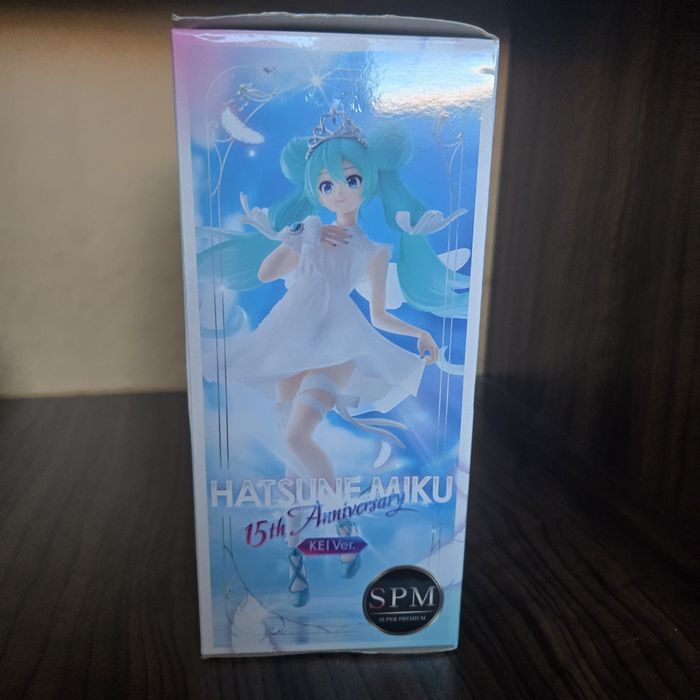 HATSUNE MIKU
15th Anniversary
KEI Ver.
SPM
SUPER PREMIUM